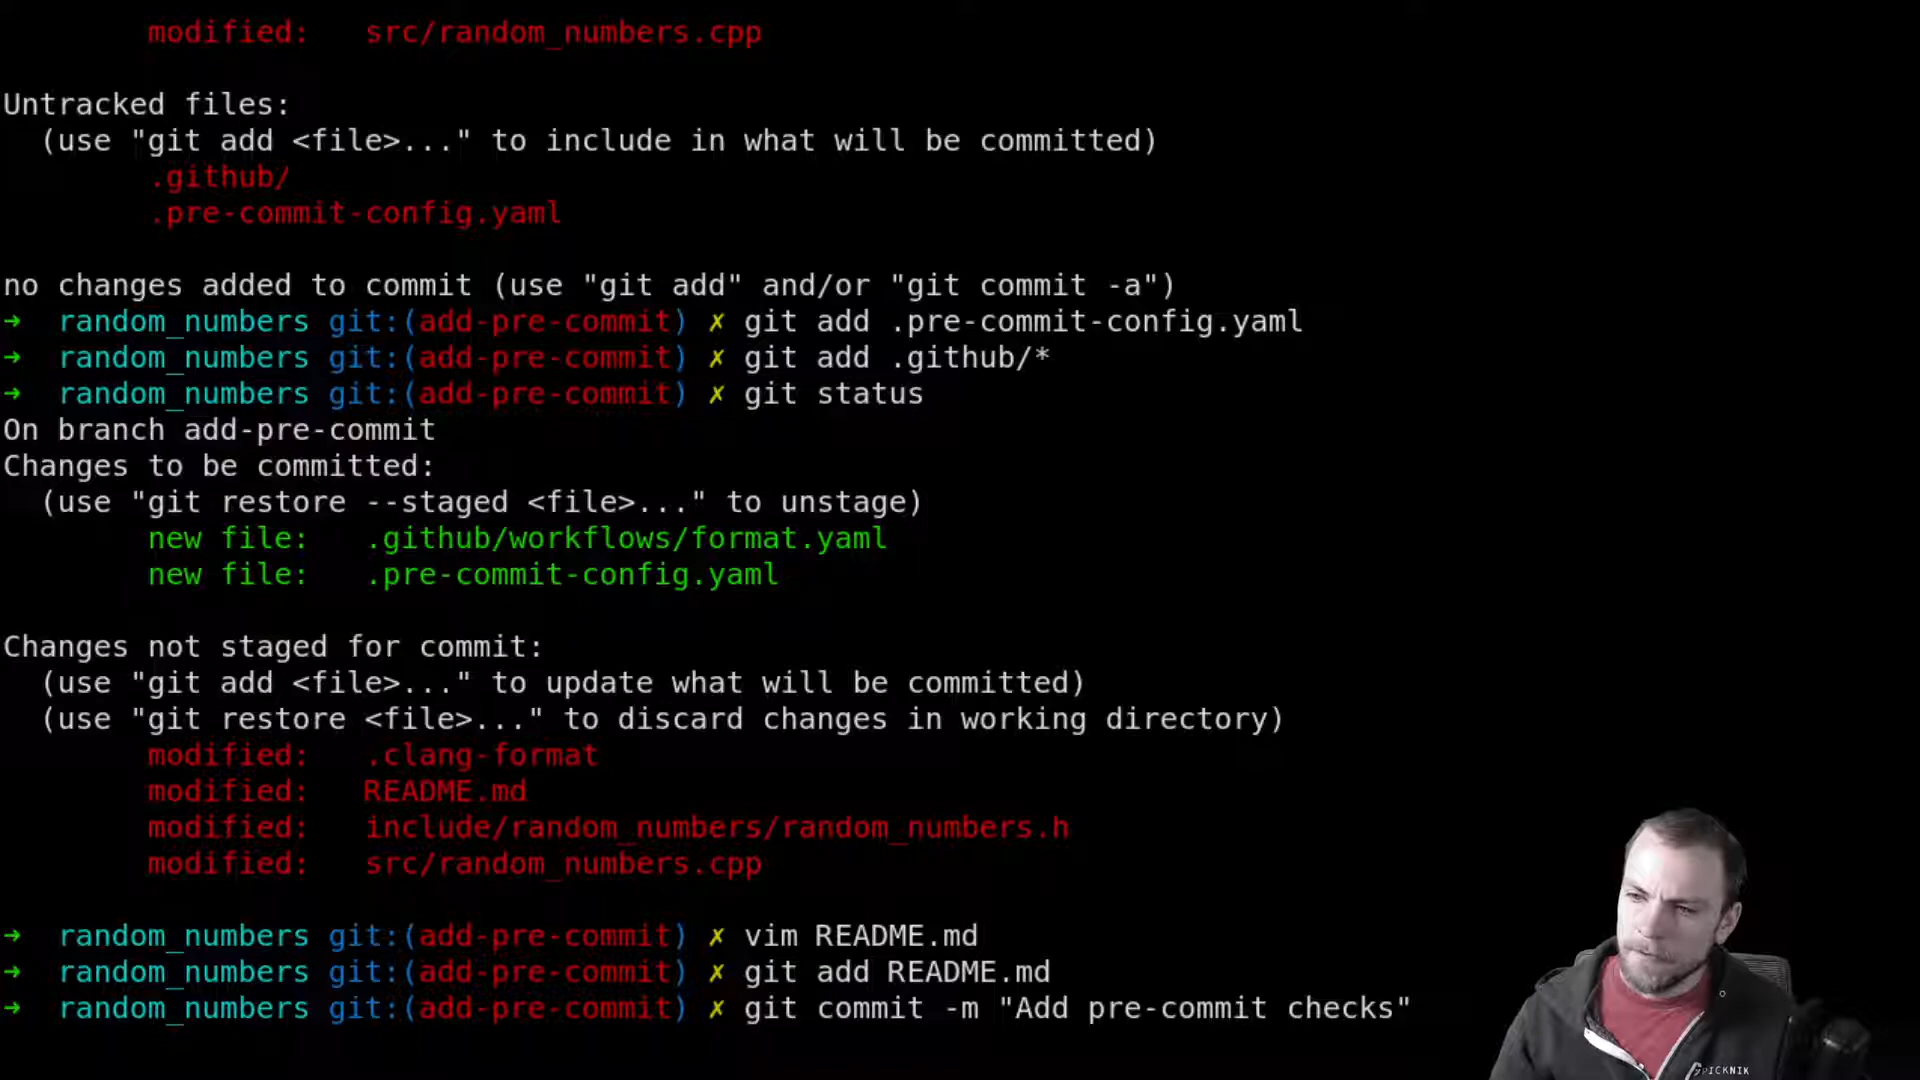 modified:   src/random_numbers.cpp
Untracked files:
(use "git add <file>..." to include in what will be committed)
.github/
.pre-commit-config.yaml
no changes added to commit (use "git add" and/or "git commit -a")
➜  random_numbers git:(add-pre-commit) ✗ git add .pre-commit-config.yaml
➜  random_numbers git:(add-pre-commit) ✗ git add .github/*
➜  random_numbers git:(add-pre-commit) ✗ git status
On branch add-pre-commit
Changes to be committed:
(use "git restore --staged <file>..." to unstage)
new file:   .github/workflows/format.yaml
new file:   .pre-commit-config.yaml
Changes not staged for commit:
(use "git add <file>..." to update what will be committed)
(use "git restore <file>..." to discard changes in working directory)
modified:   .clang-format
modified:   README.md
modified:   include/random_numbers/random_numbers.h
modified:   src/random_numbers.cpp
➜  random_numbers git:(add-pre-commit) ✗ vim README.md
➜  random_numbers git:(add-pre-commit) ✗ git add README.md
➜  random_numbers git:(add-pre-commit) ✗ git commit -m "Add pre-commit checks"
PICKNIK